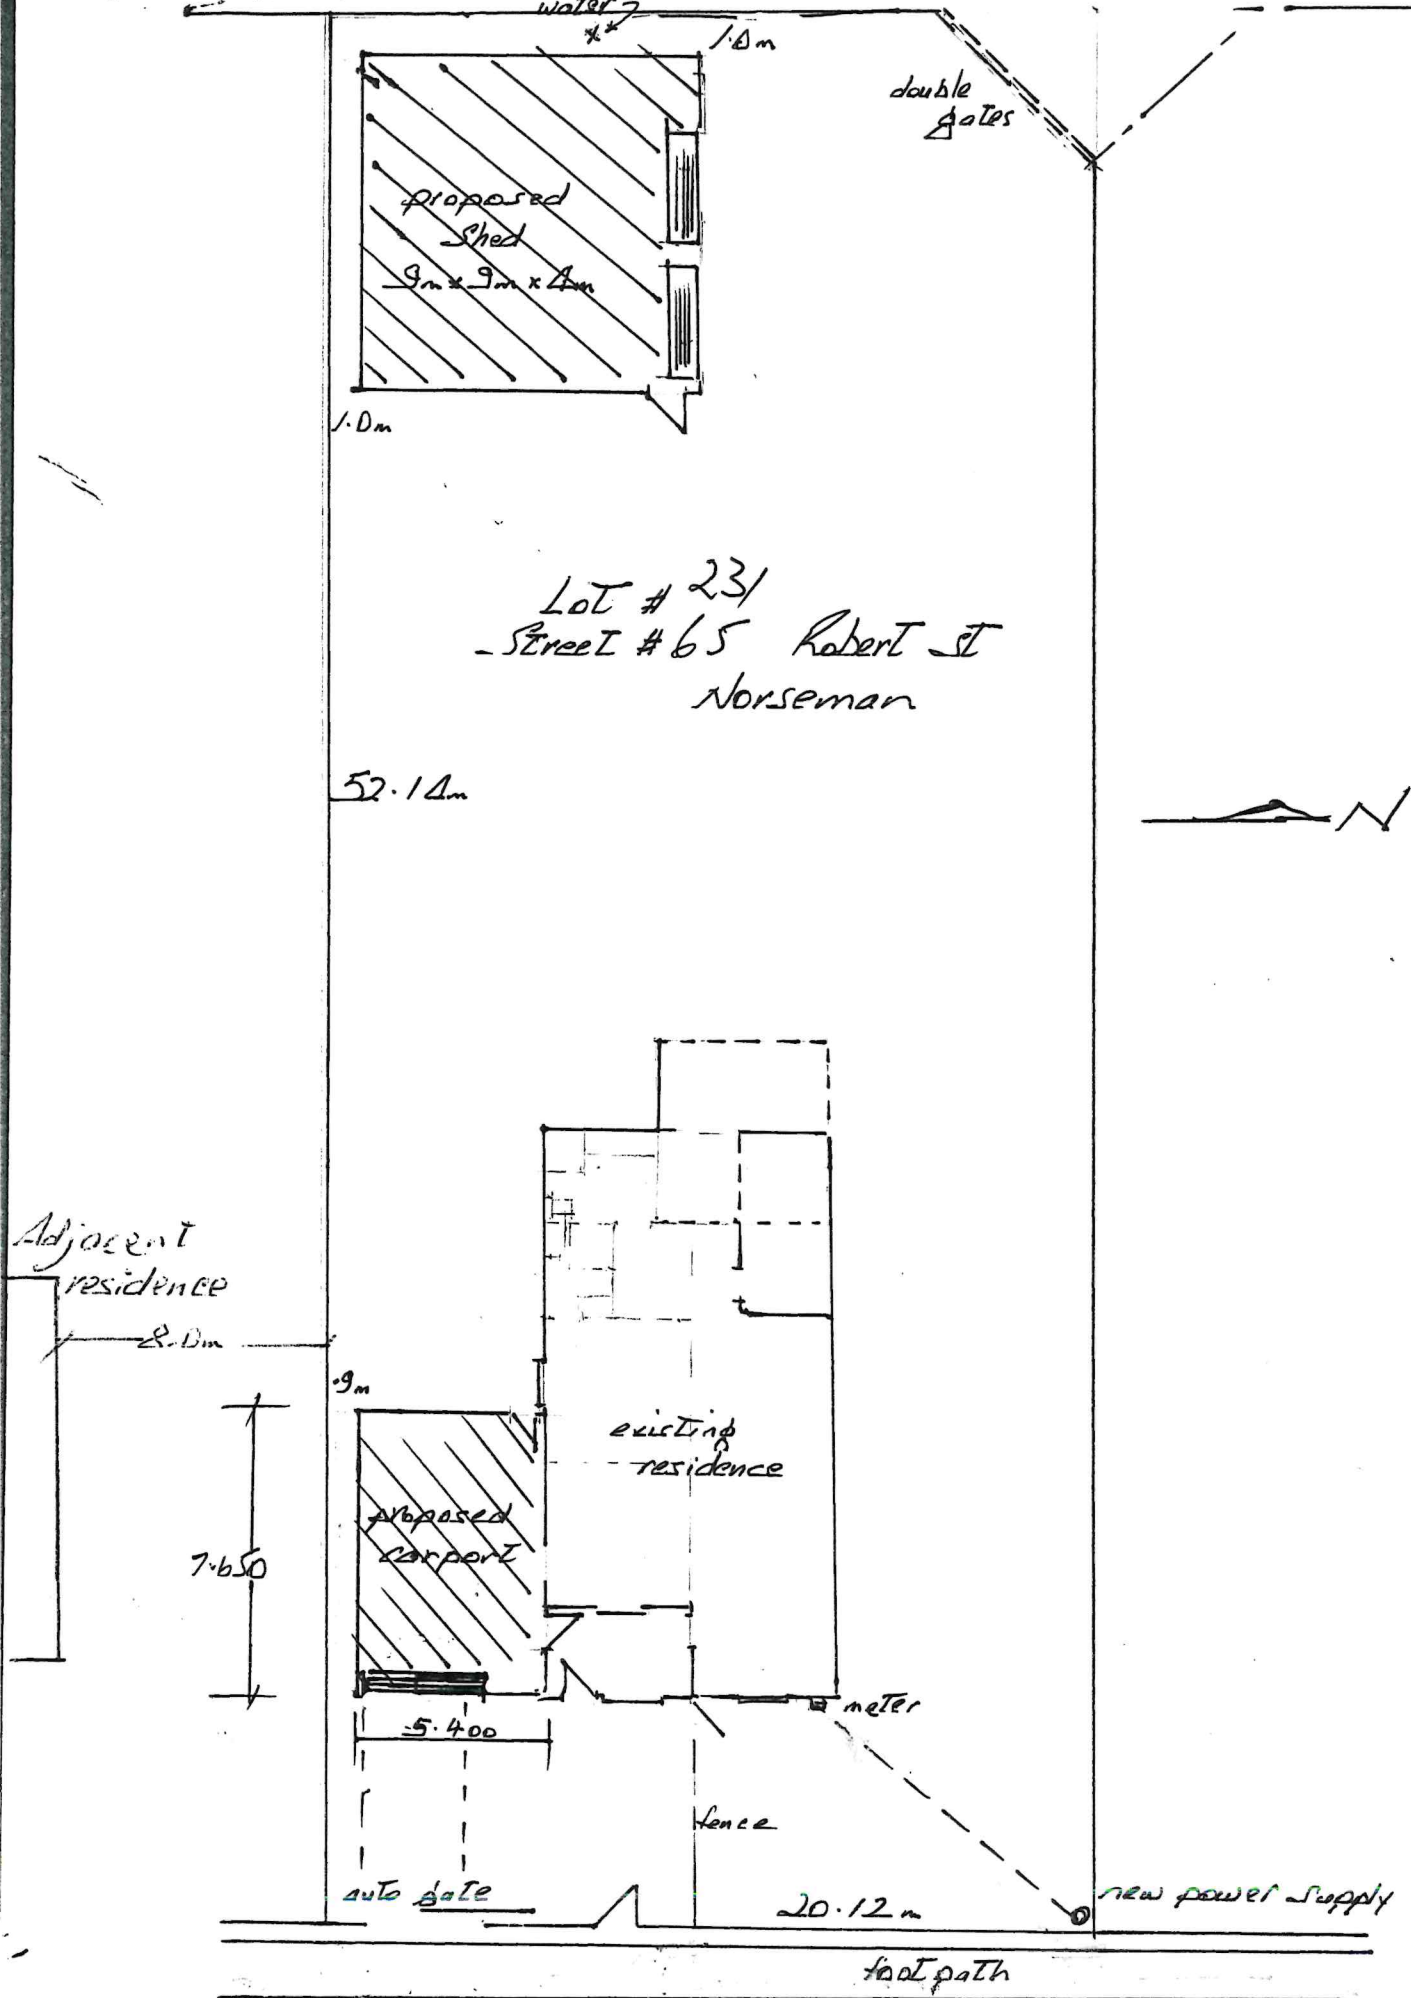 water
1.0m
double
gates
proposed
shed
9m x 9m x 4m
1.0m
Lot # 231
Street # 65 Robert st
Norseman
52.14m
N
Adjacent
residence
8.0m
.9m
existing
residence
proposed
carport
7.650
meter
5.400
fence
auto gate
20.12m
new power supply
footpath